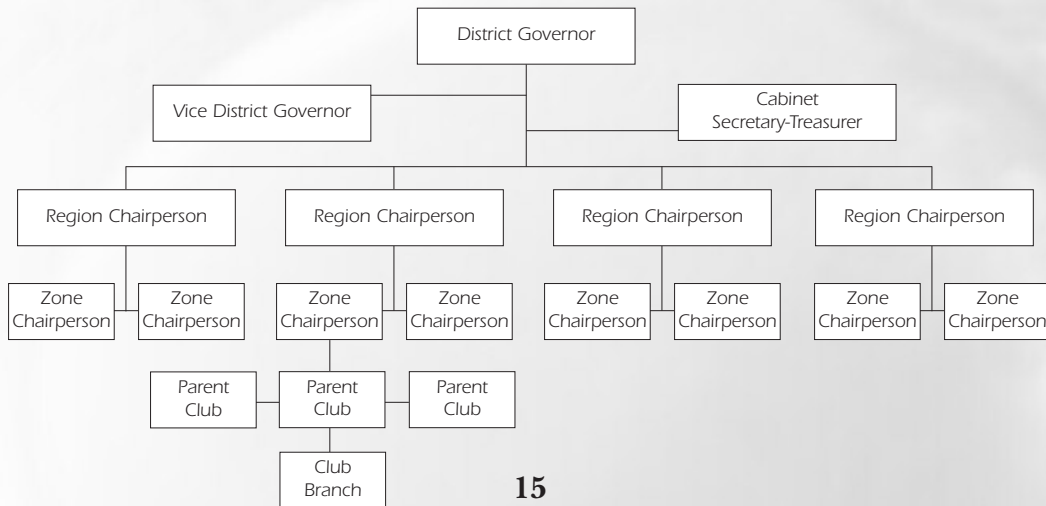 District Governor
Vice District Governor
Cabinet
Secretary-Treasurer
Region Chairperson
Region Chairperson
Region Chairperson
Region Chairperson
Zone
Chairperson
Zone
Chairperson
Zone
Chairperson
Zone
Chairperson
Zone
Chairperson
Zone
Chairperson
Zone
Chairperson
Zone
Chairperson
Parent
Club
Parent
Club
Parent
Club
Club
Branch
15